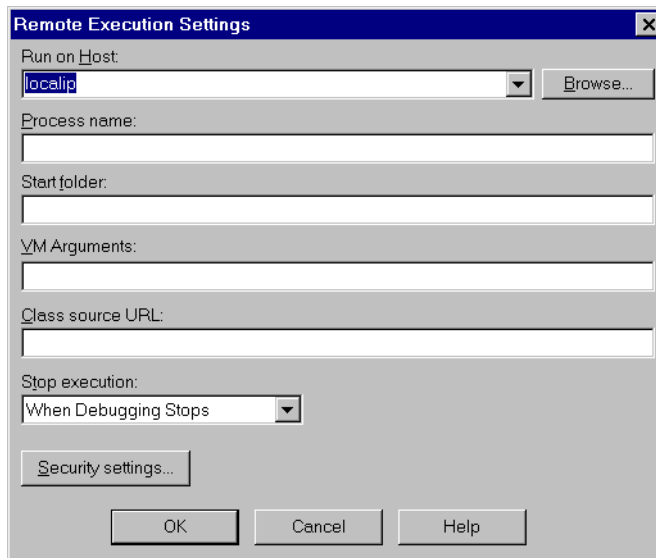 Remote Execution Settings
Run on Host:
localip
Browse...
Process name:
Start folder:
VM Arguments:
Class source URL:
Stop execution:
When Debugging Stops
Security settings...
OK Cancel Help